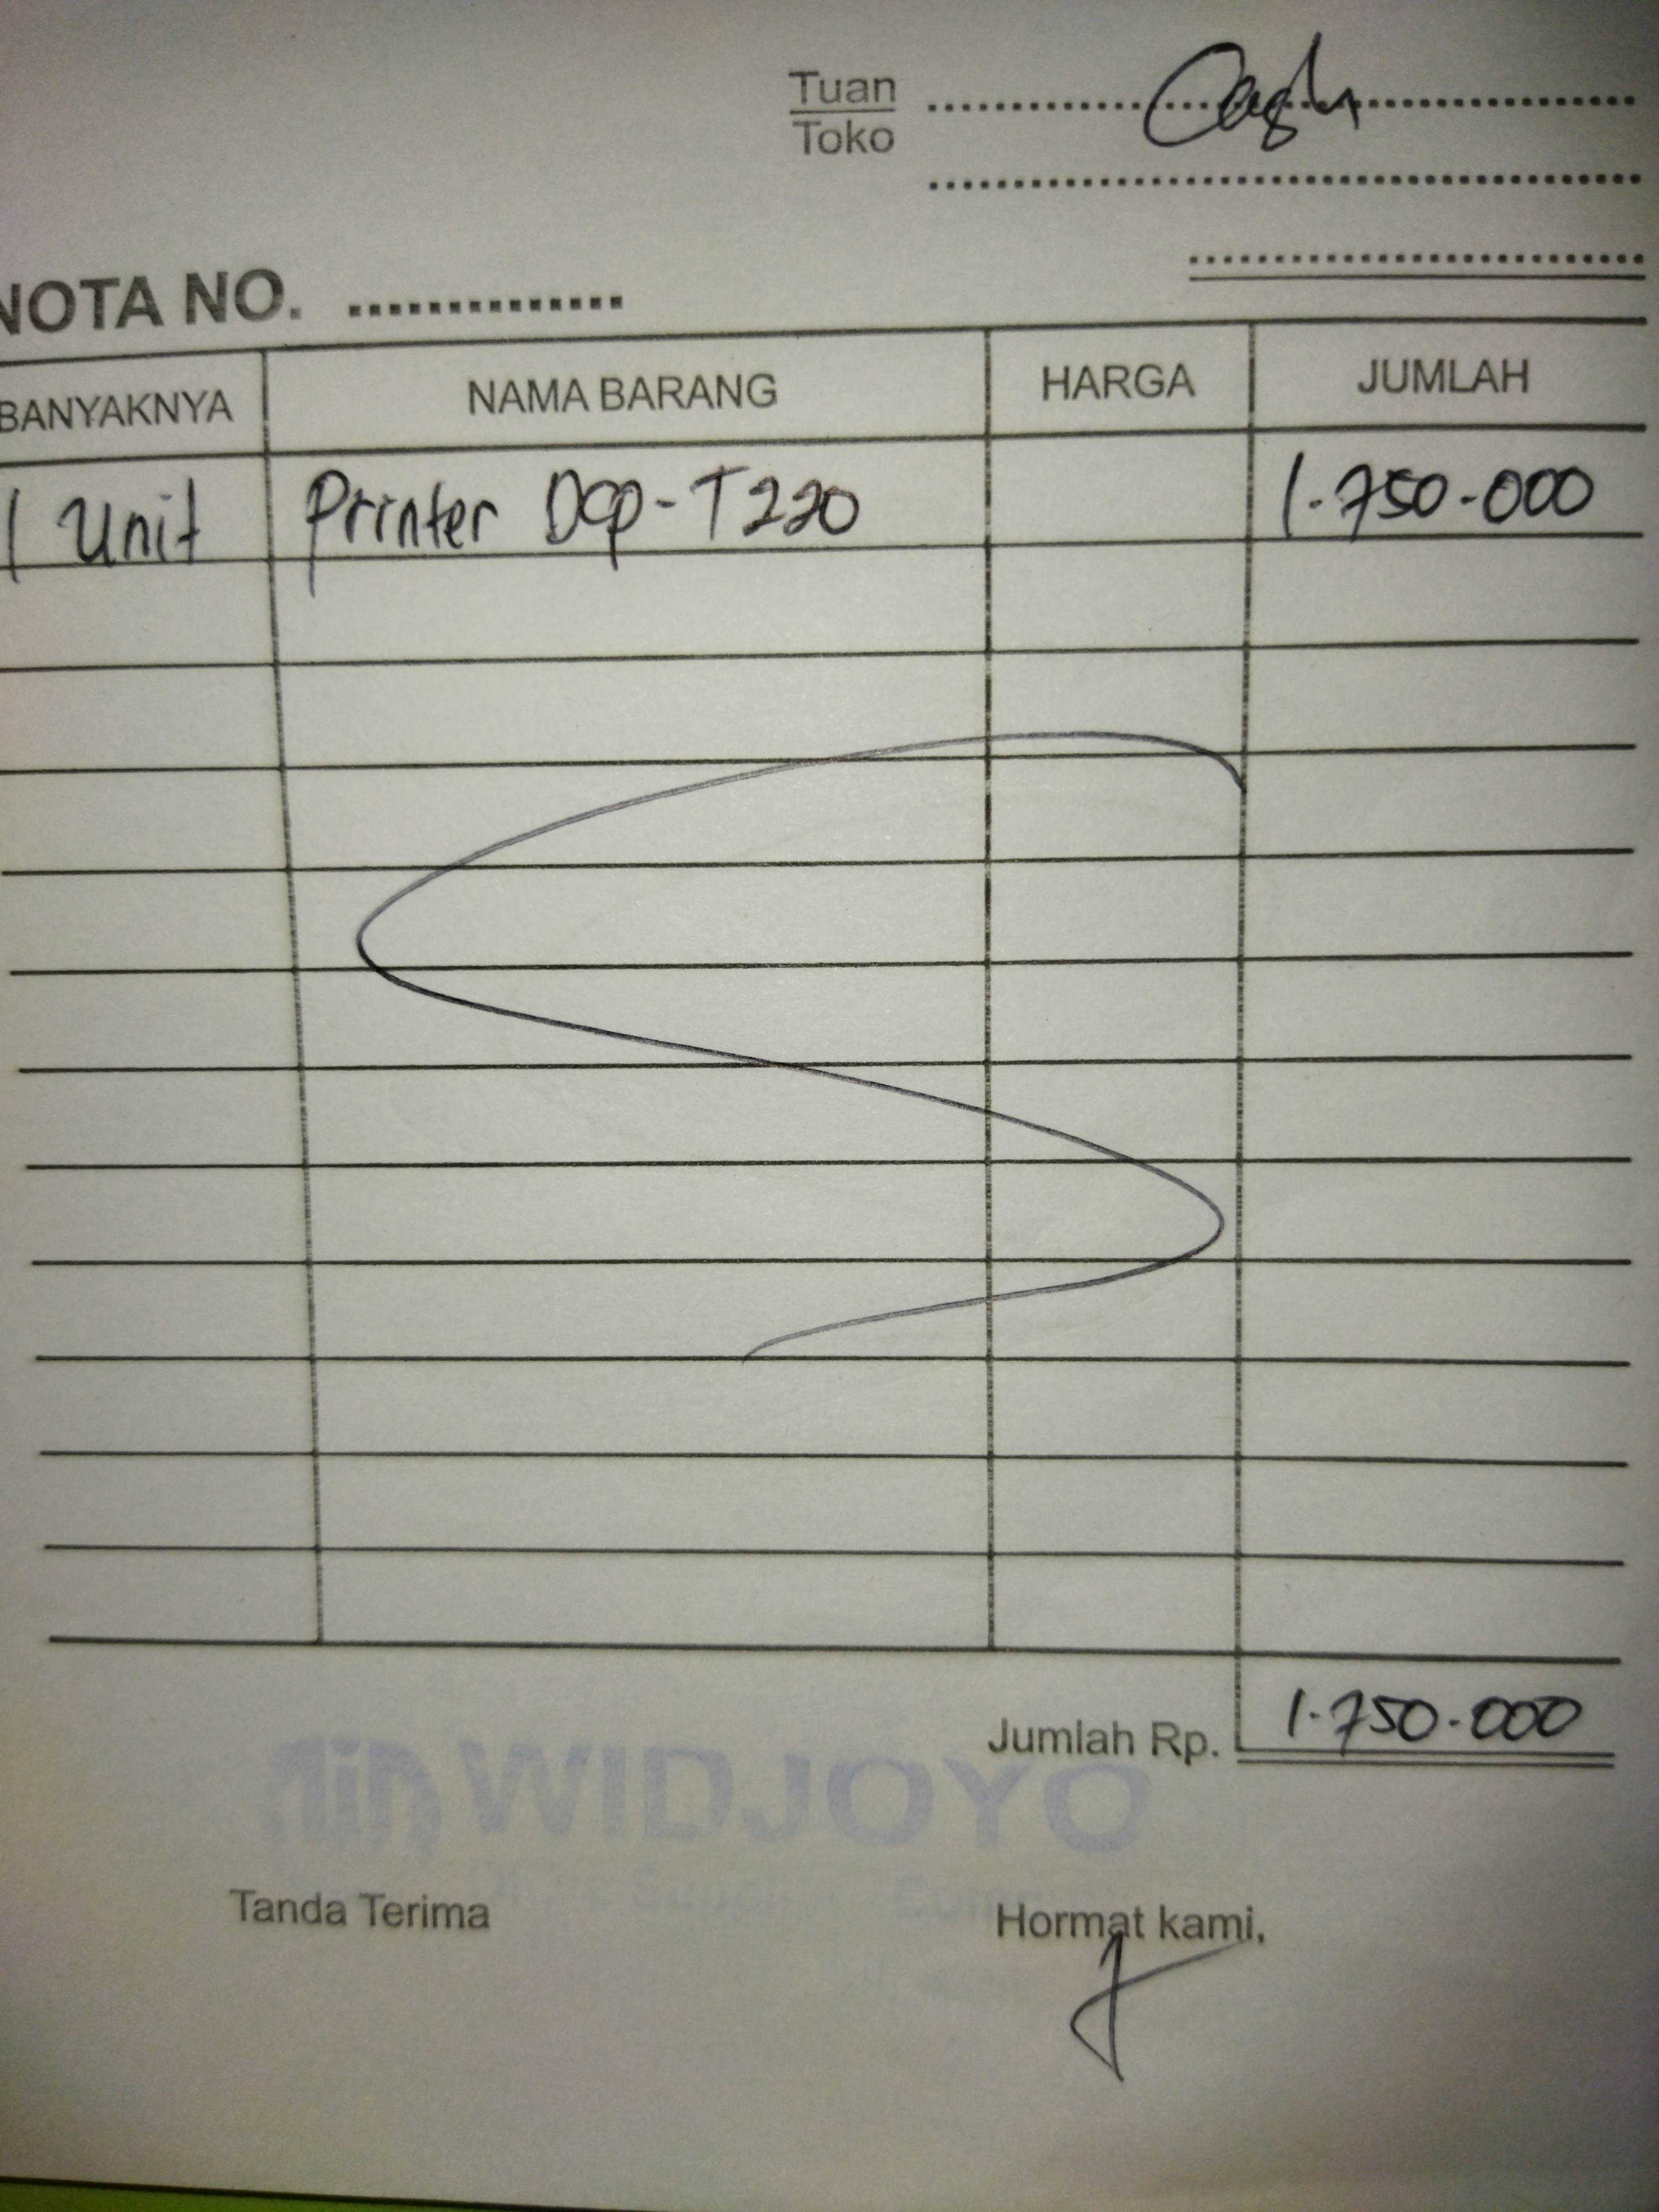 Tuan Cash
Toko
NOTA NO. ..............
BANYAKNYA NAMA BARANG HARGA JUMLAH
1 Unit Printer Dcp-T220 1.750.000
Jumlah Rp. 1.750.000
WIDJOYO
Tanda Terima Hormat kami,